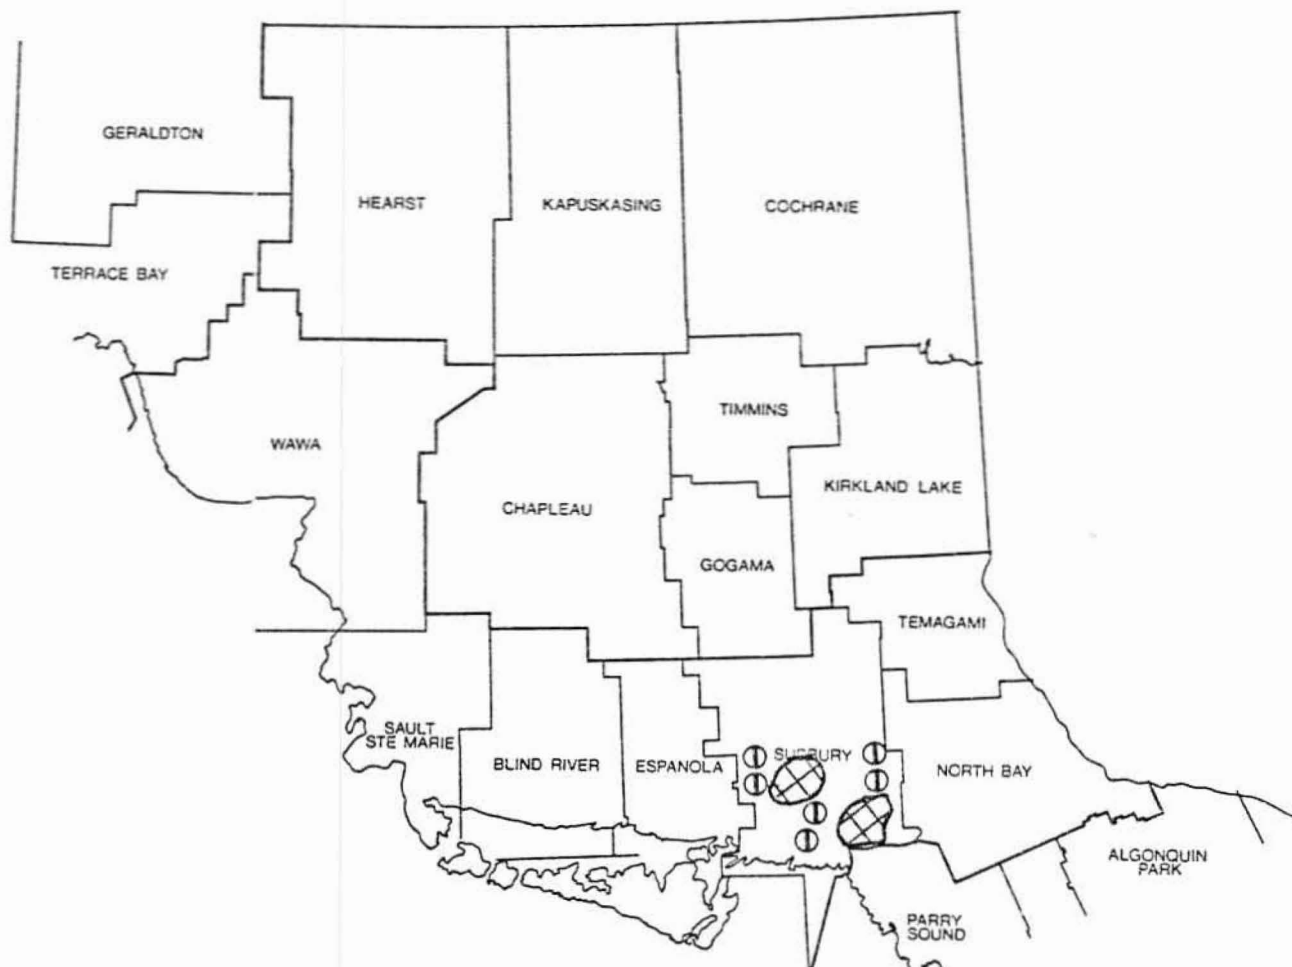 GERALDTON
HEARST
KAPUSKASING
COCHRANE
TERRACE BAY
TIMMINS
WAWA
KIRKLAND LAKE
CHAPLEAU
GOGAMA
TEMAGAMI
SAULT
STE MARIE
BLIND RIVER
ESPANOLA
SUDBURY
NORTH BAY
ALGONQUIN
PARK
PARRY
SOUND